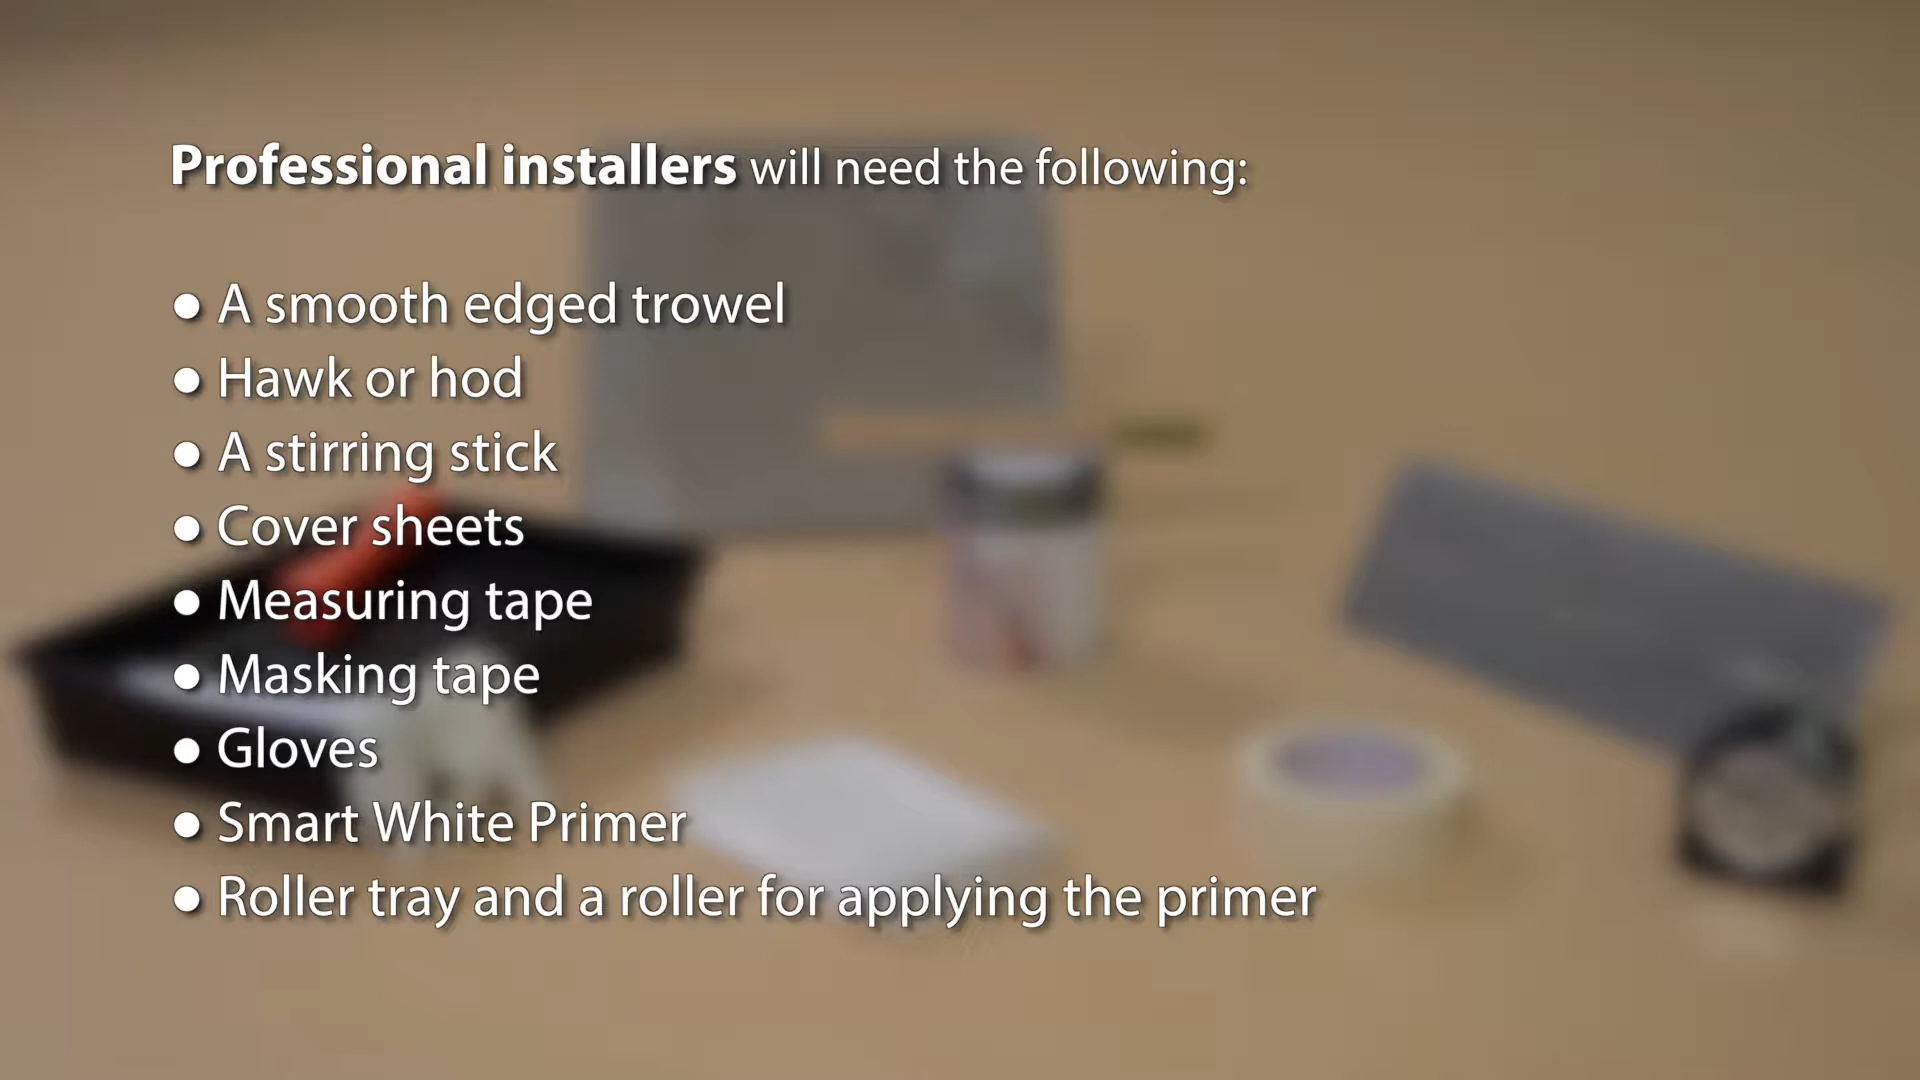 Professional installers will need the following:
● A smooth edged trowel
● Hawk or hod
● A stirring stick
● Cover sheets
● Measuring tape
● Masking tape
● Gloves
● Smart White Primer
● Roller tray and a roller for applying the primer